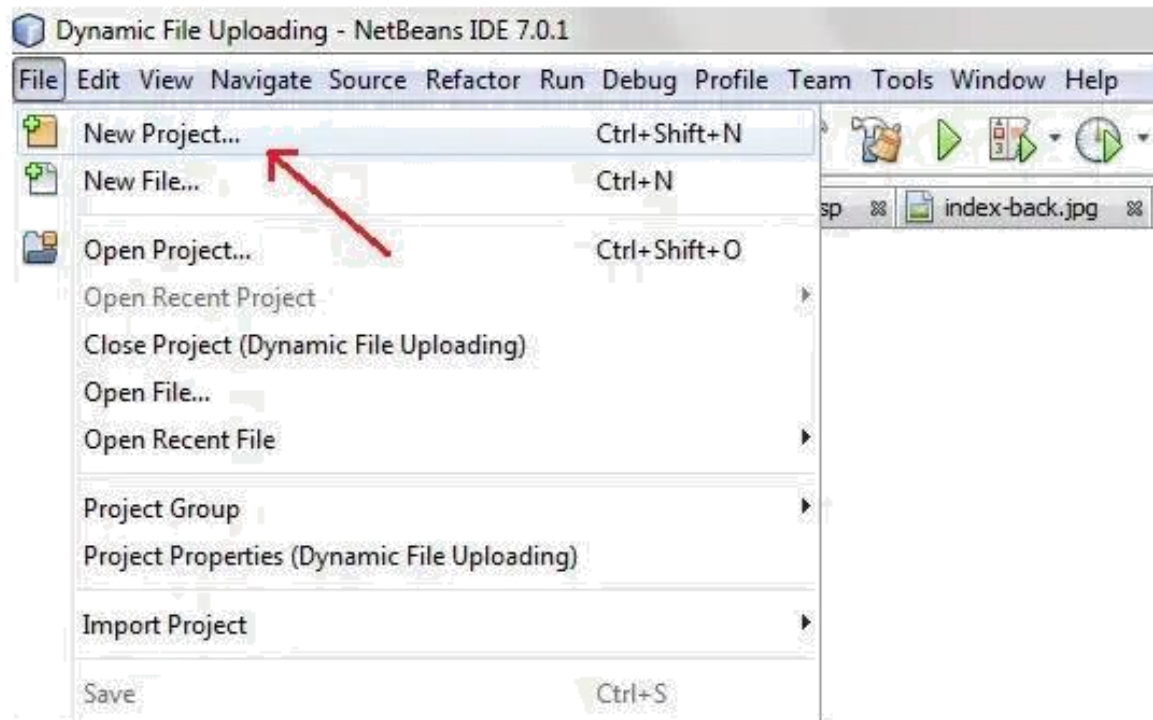 Dynamic File Uploading - NetBeans IDE 7.0.1
File Edit View Navigate Source Refactor Run Debug Profile Team Tools Window Help
New Project... Ctrl+Shift+N
New File... Ctrl+N
sp index-back.jpg
Open Project... Ctrl+Shift+O
Open Recent Project
Close Project (Dynamic File Uploading)
Open File...
Open Recent File
Project Group
Project Properties (Dynamic File Uploading)
Import Project
Save Ctrl+S